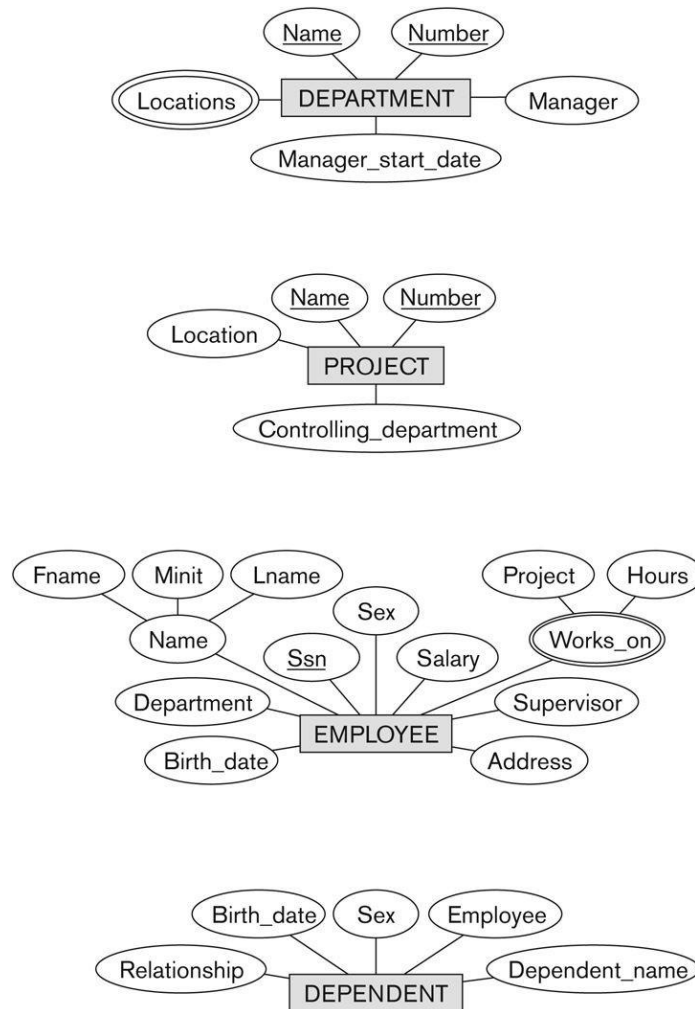 Name Number
Locations DEPARTMENT Manager
Manager_start_date
Name Number
Location
PROJECT
Controlling_department
Fname Minit Lname Project Hours
Sex
Name Works_on
Ssn Salary
Department Supervisor
EMPLOYEE
Birth_date Address
Birth_date Sex Employee
Relationship Dependent_name
DEPENDENT